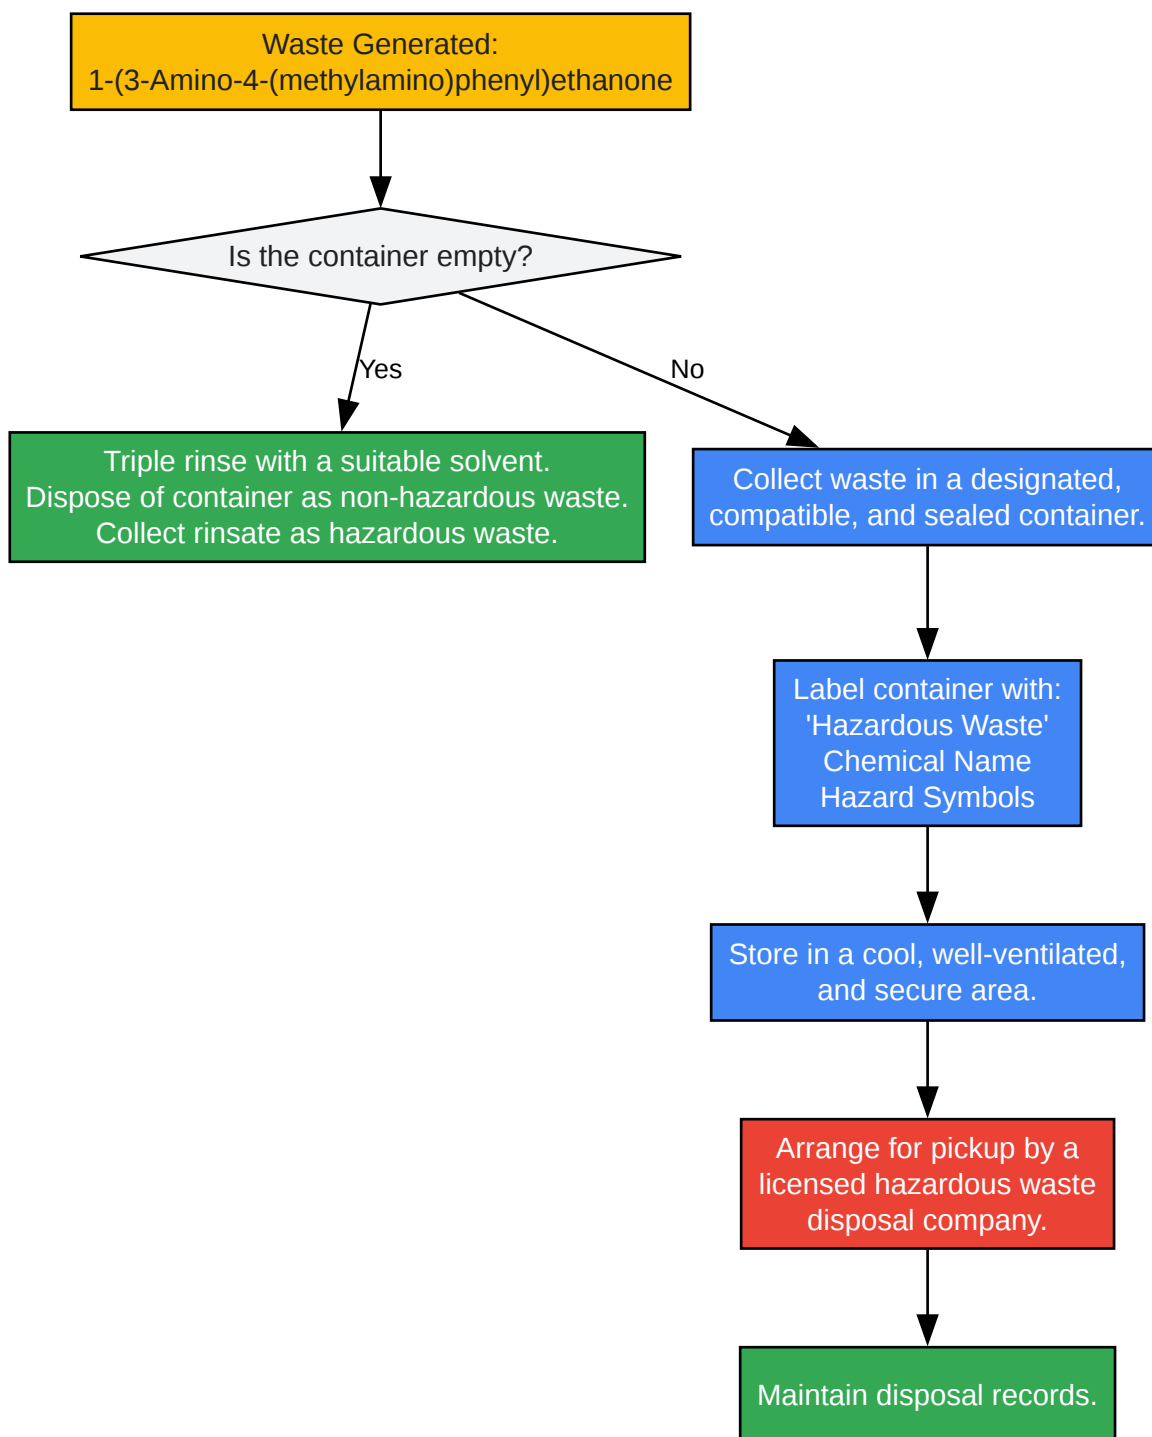 Waste Generated:
1-(3-Amino-4-(methylamino)phenyl)ethanone
Is the container empty?
Yes
No
Triple rinse with a suitable solvent.
Dispose of container as non-hazardous waste.
Collect rinsate as hazardous waste.
Collect waste in a designated,
compatible, and sealed container.
Label container with:
'Hazardous Waste'
Chemical Name
Hazard Symbols
Store in a cool, well-ventilated,
and secure area.
Arrange for pickup by a
licensed hazardous waste
disposal company.
Maintain disposal records.